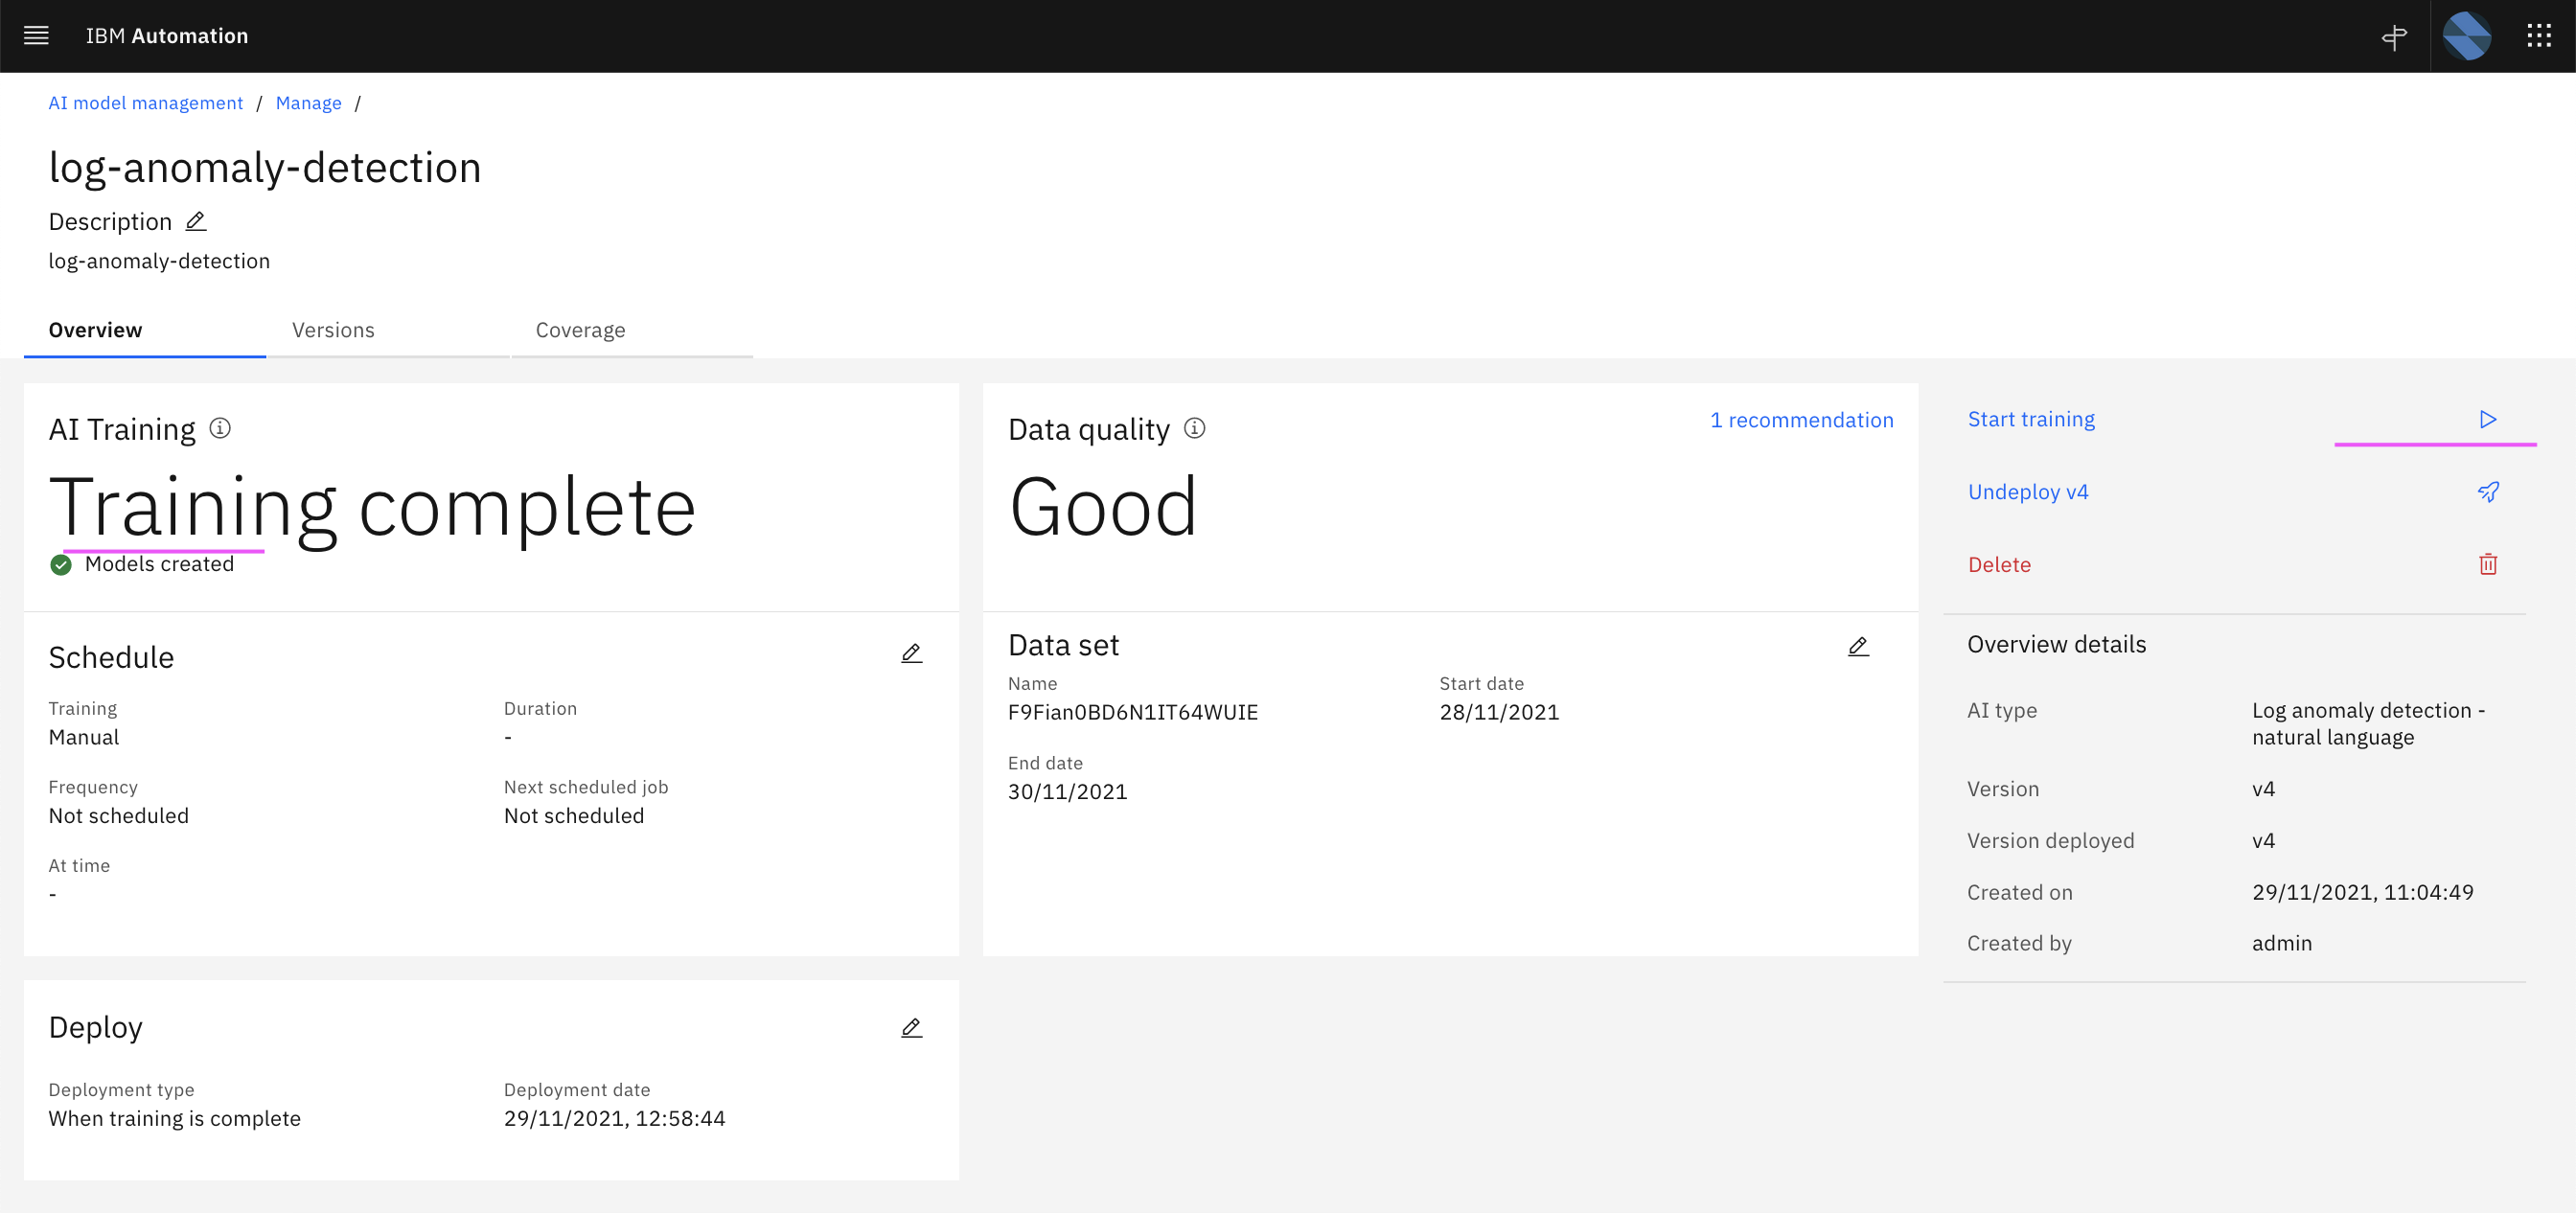 IBM Automation
AI model management / Manage /
log-anomaly-detection
Description
log-anomaly-detection
Overview
Versions
Coverage
AI Training
Training complete
Models created
Schedule
Training
Manual
Duration
-
Frequency
Not scheduled
Next scheduled job
Not scheduled
At time
-
Deploy
Deployment type
When training is complete
Deployment date
29/11/2021, 12:58:44
Data quality
1 recommendation
Good
Data set
Name
F9Fian0BD6N1IT64WUIE
Start date
28/11/2021
End date
30/11/2021
Start training
Undeploy v4
Delete
Overview details
AI type
Log anomaly detection -
natural language
Version
v4
Version deployed
v4
Created on
29/11/2021, 11:04:49
Created by
admin